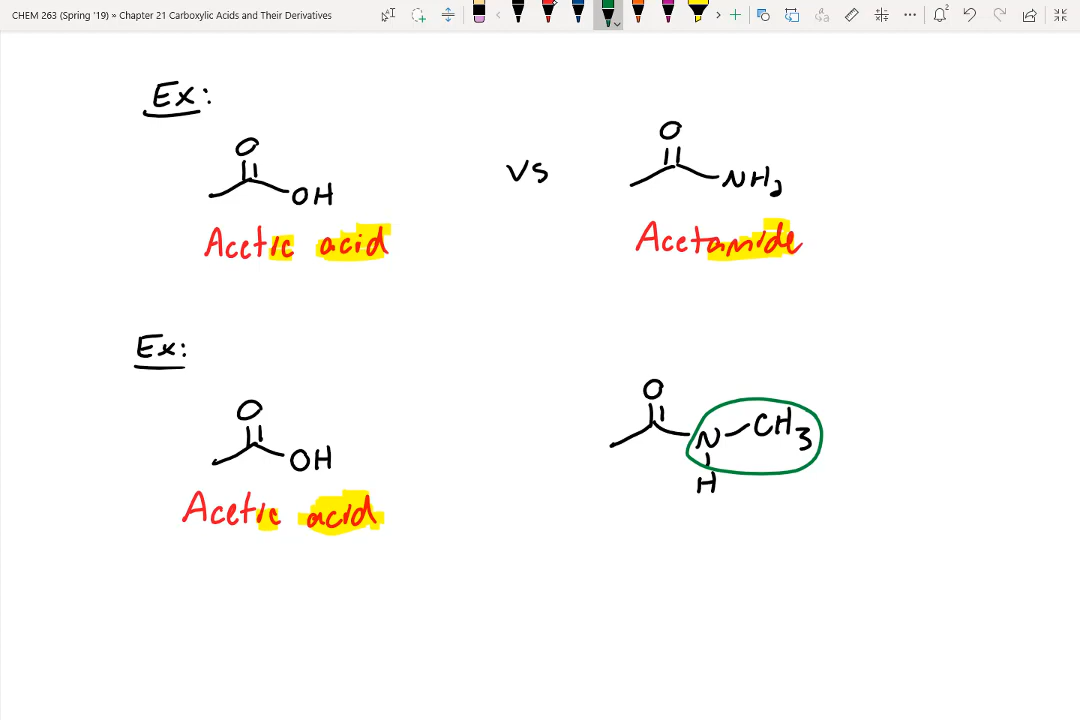 CHEM 263 (Spring '19) » Chapter 21 Carboxylic Acids and Their Derivatives
2
Ex:
O
OH
vs
O
NH2
Acetic acid
Acetamide
Ex:
O
OH
O
N-CH3
H
Acetic acid